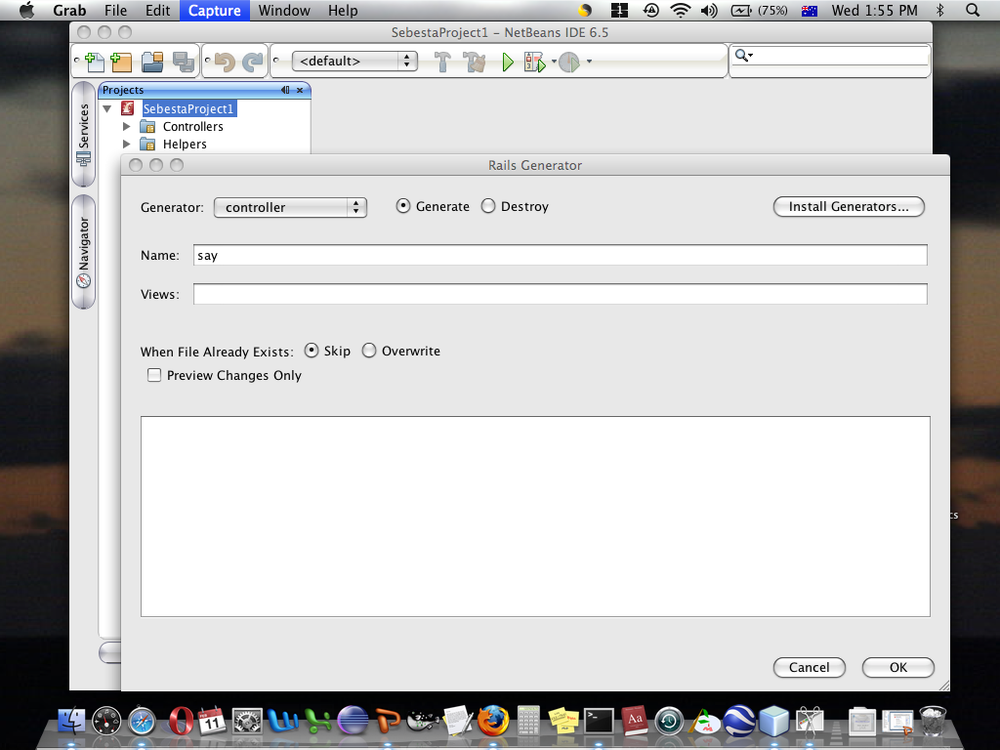 Grab File Edit Capture Window Help (75%) Wed 1:55 PM
SebestaProject1 – NetBeans IDE 6.5
<default>
Projects
SebestaProject1
Controllers
Helpers
Services
Navigator
Rails Generator
Generator: controller Generate Destroy Install Generators...
Name: say
Views:
When File Already Exists: Skip Overwrite
Preview Changes Only
Cancel OK
cs
11
Aa